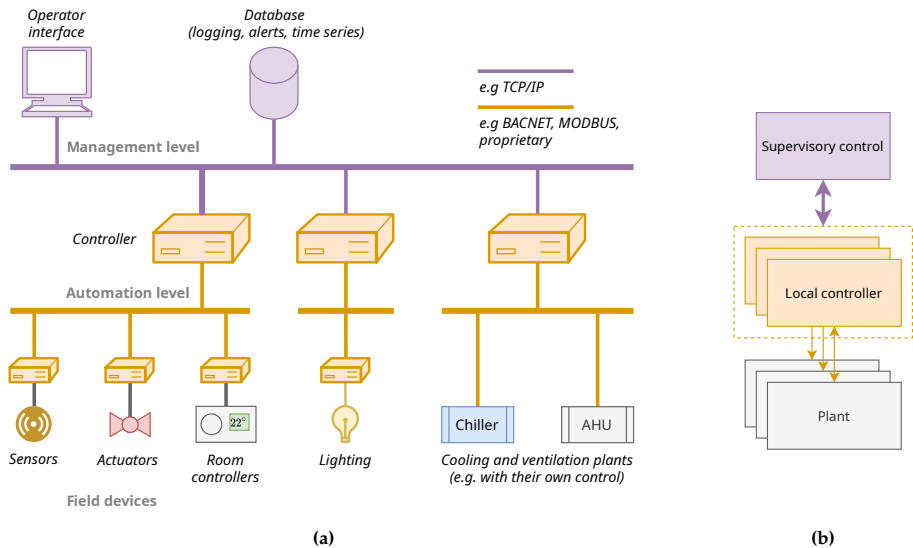 Operator
interface
Database
(logging, alerts, time series)
e.g TCP/IP
e.g BACNET, MODBUS,
proprietary
Management level
Supervisory control
Controller
Local controller
Automation level
22°
Chiller
AHU
Plant
Sensors
Actuators
Room
controllers
Lighting
Cooling and ventilation plants
(e.g. with their own control)
Field devices
(a)
(b)